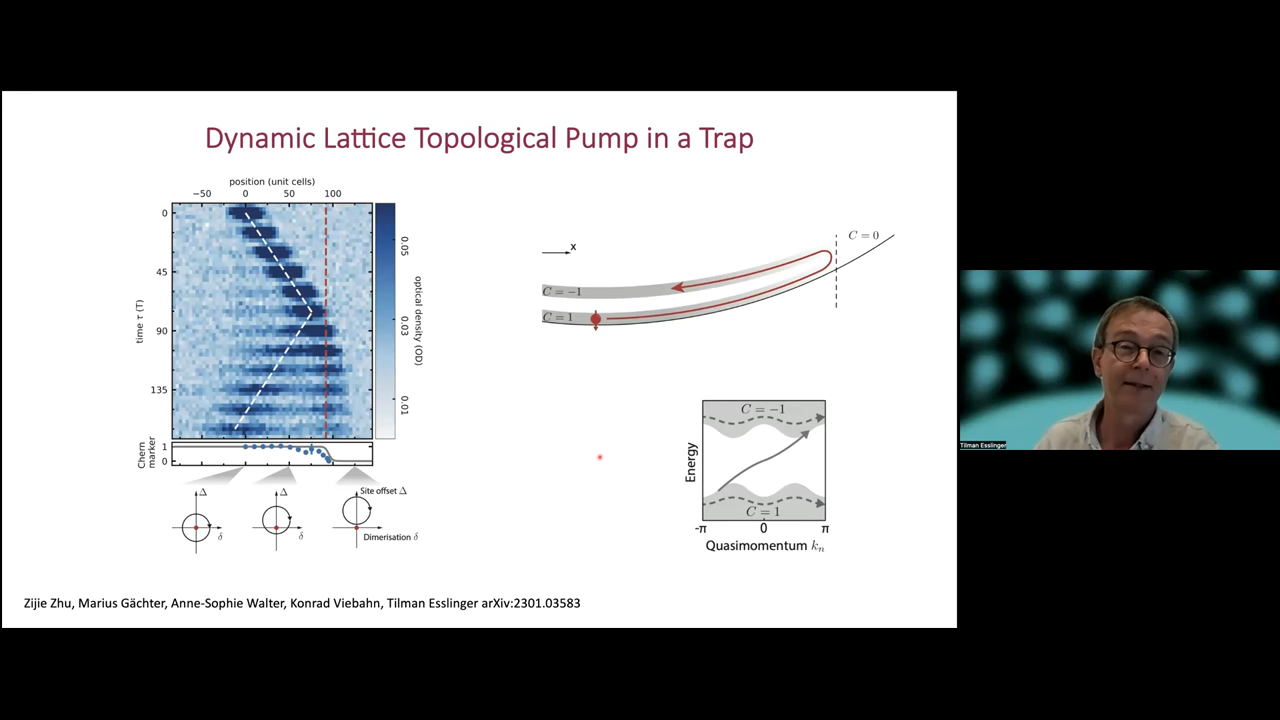 Dynamic Lattice Topological Pump in a Trap
position (unit cells)
−50 0 50 100
time τ (T)
0
45
90
135
optical density (OD)
0.05
0.03
0.01
Chern marker
1
0
Δ
δ
Δ
δ
Site offset Δ
Dimerisation δ
x
C = 0
C = −1
C = 1
Energy
C = −1
C = 1
-π 0 π
Quasimomentum kₙ
Zijie Zhu, Marius Gächter, Anne-Sophie Walter, Konrad Viebahn, Tilman Esslinger arXiv:2301.03583
Tilman Esslinger